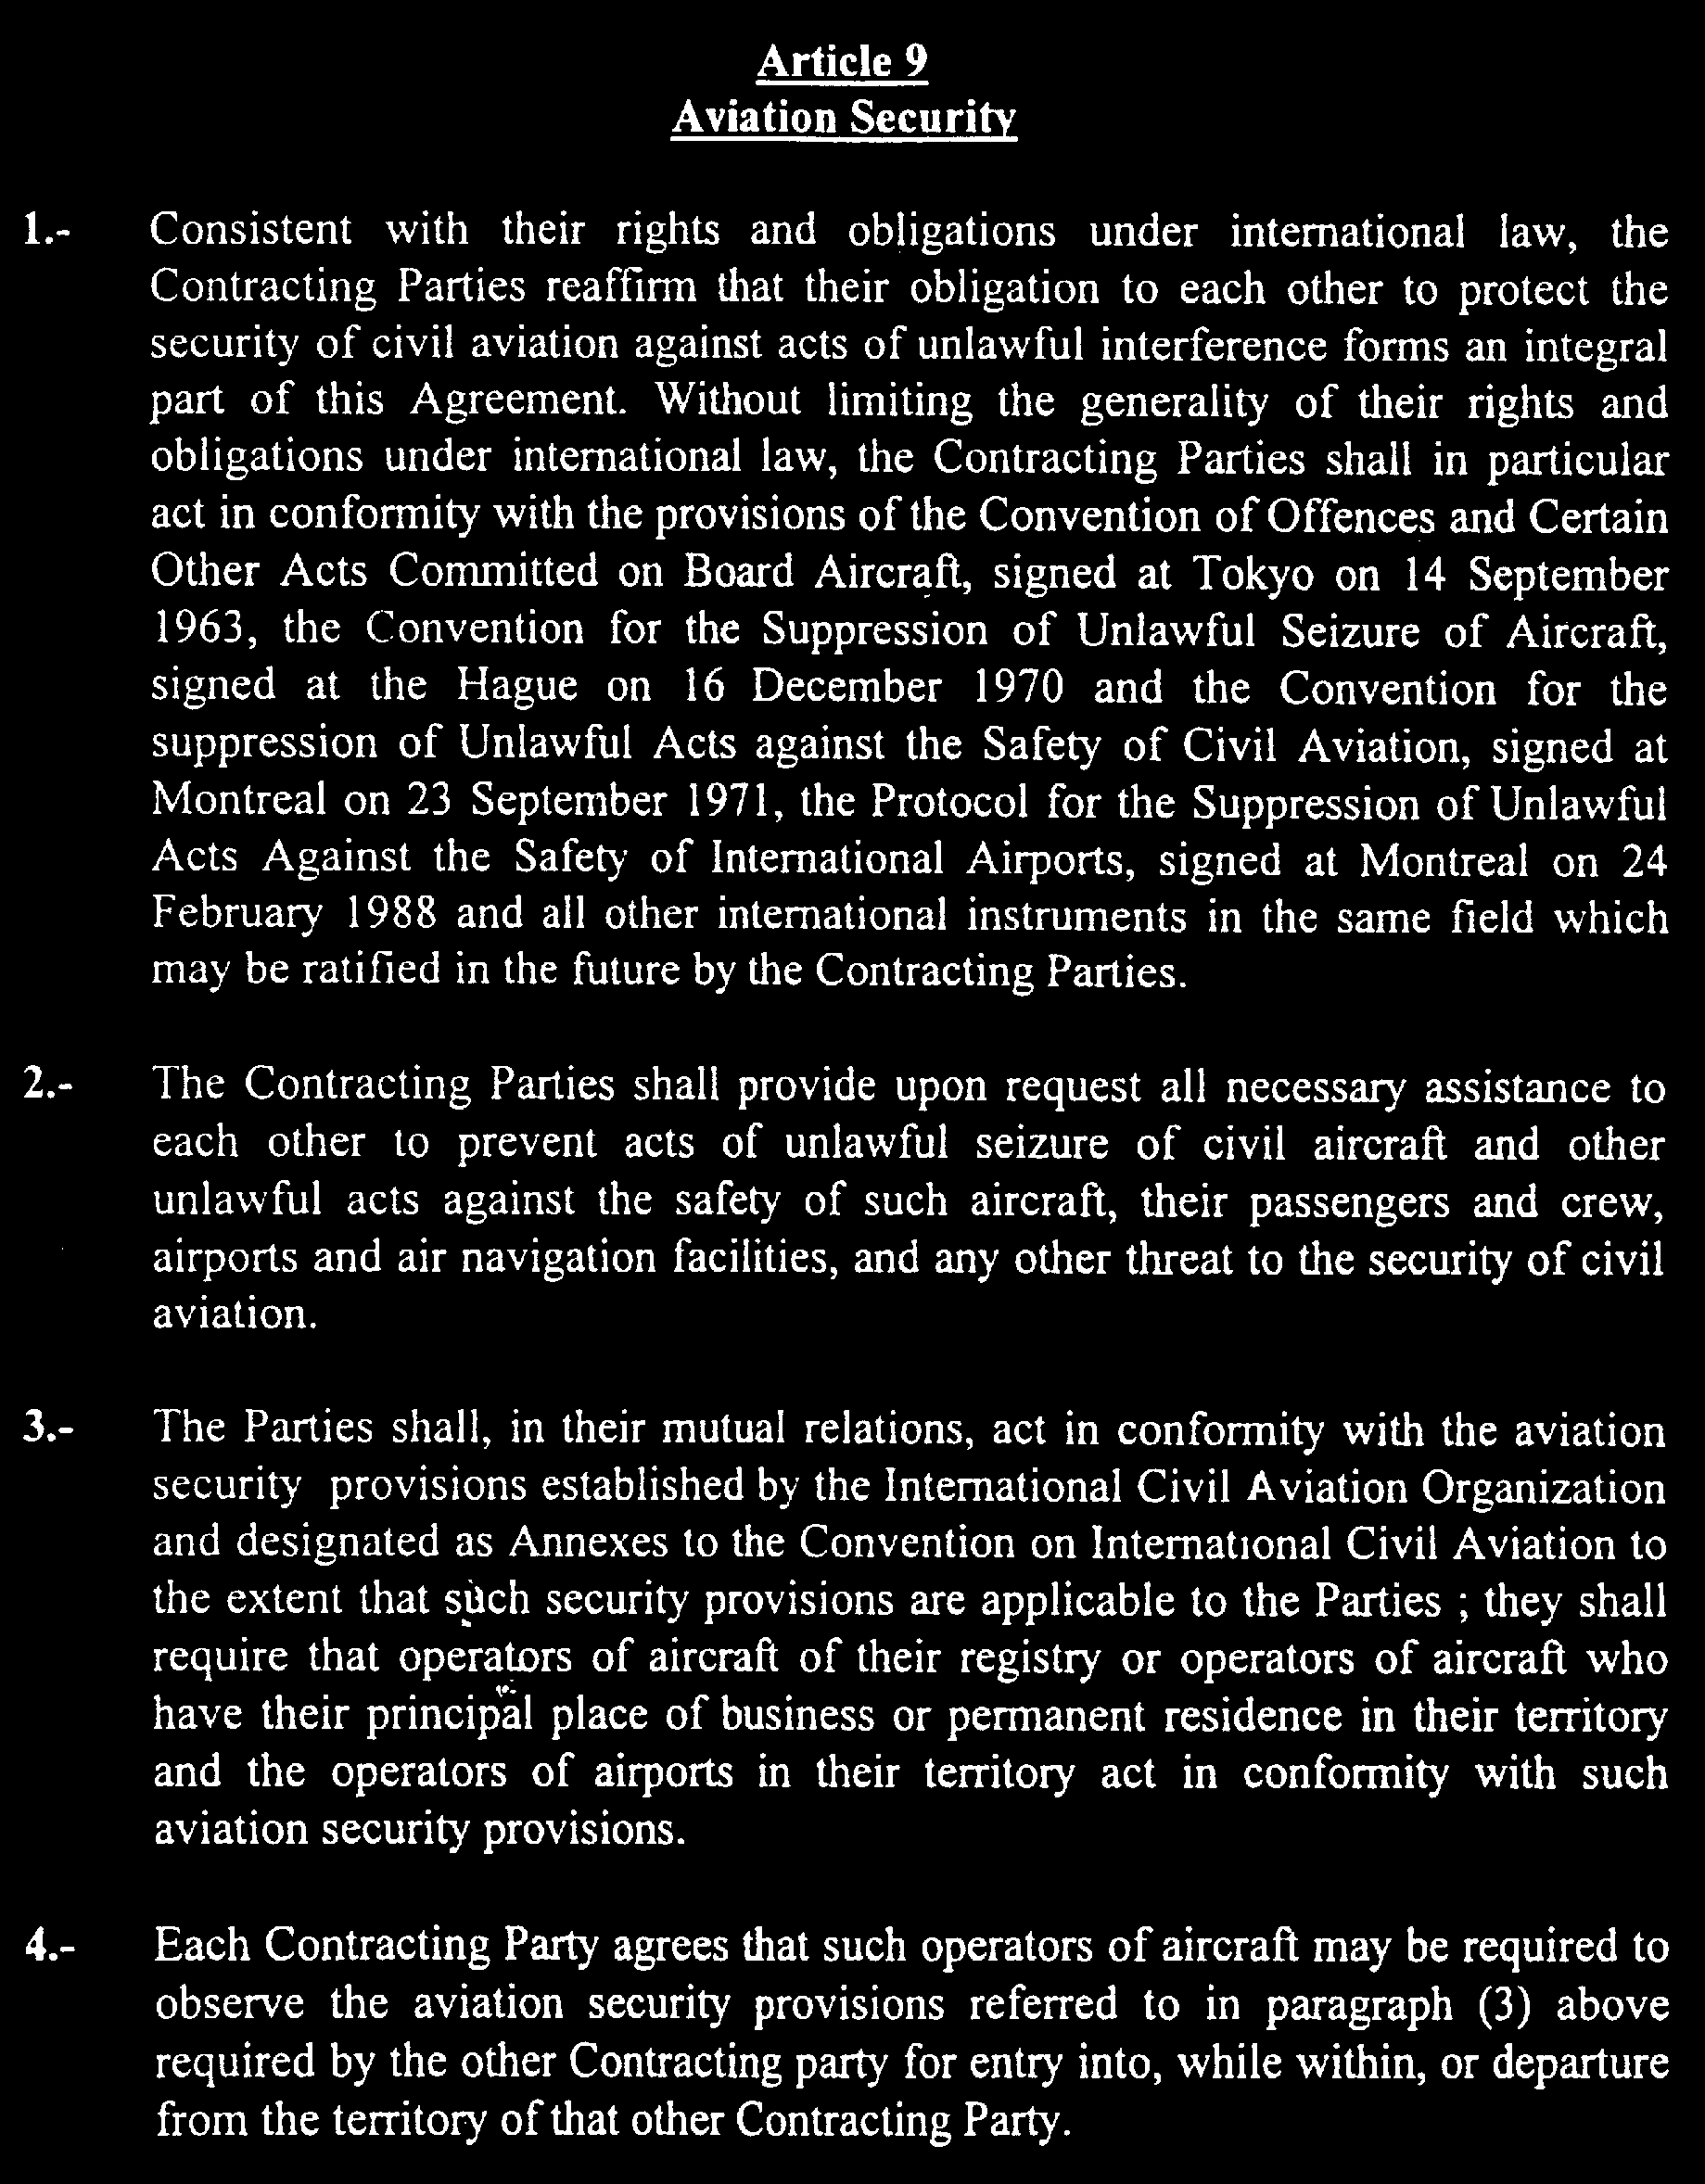 Article 9
Aviation Security
1.- Consistent with their rights and obligations under international law, the
Contracting Parties reaffirm that their obligation to each other to protect the
security of civil aviation against acts of unlawful interference forms an integral
part of this Agreement. Without limiting the generality of their rights and
obligations under international law, the Contracting Parties shall in particular
act in conformity with the provisions of the Convention of Offences and Certain
Other Acts Committed on Board Aircraft, signed at Tokyo on 14 September
1963, the Convention for the Suppression of Unlawful Seizure of Aircraft,
signed at the Hague on 16 December 1970 and the Convention for the
suppression of Unlawful Acts against the Safety of Civil Aviation, signed at
Montreal on 23 September 1971, the Protocol for the Suppression of Unlawful
Acts Against the Safety of International Airports, signed at Montreal on 24
February 1988 and all other international instruments in the same field which
may be ratified in the future by the Contracting Parties.
2.- The Contracting Parties shall provide upon request all necessary assistance to
each other to prevent acts of unlawful seizure of civil aircraft and other
unlawful acts against the safety of such aircraft, their passengers and crew,
airports and air navigation facilities, and any other threat to the security of civil
aviation.
3.- The Parties shall, in their mutual relations, act in conformity with the aviation
security provisions established by the International Civil Aviation Organization
and designated as Annexes to the Convention on International Civil Aviation to
the extent that such security provisions are applicable to the Parties ; they shall
require that operators of aircraft of their registry or operators of aircraft who
have their principal place of business or permanent residence in their territory
and the operators of airports in their territory act in conformity with such
aviation security provisions.
4.- Each Contracting Party agrees that such operators of aircraft may be required to
observe the aviation security provisions referred to in paragraph (3) above
required by the other Contracting party for entry into, while within, or departure
from the territory of that other Contracting Party.